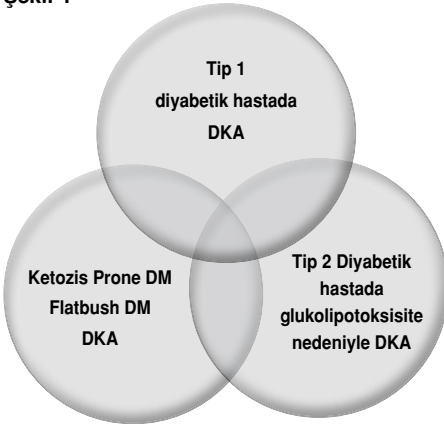 Şekil 1
Tip 1
diyabetik hastada
DKA
Ketozis Prone DM
Flatbush DM
DKA
Tip 2 Diyabetik
hastada
glukolipotoksisite
nedeniyle DKA